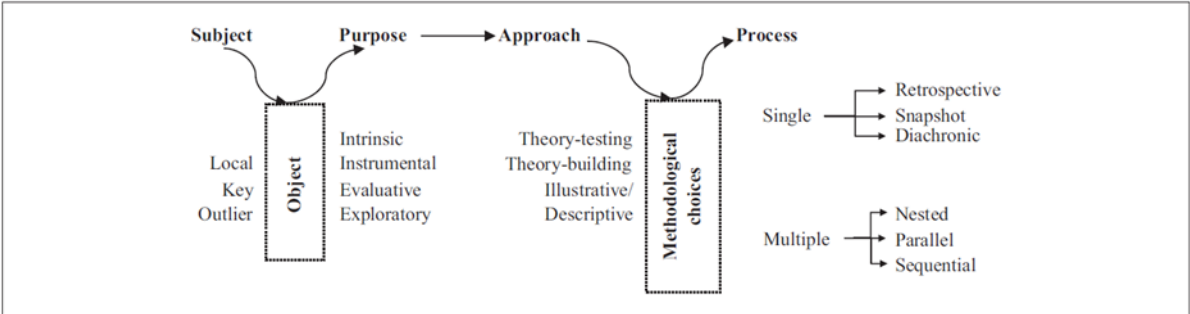 Subject Purpose Approach Process
Local
Key
Outlier
Object
Intrinsic
Instrumental
Evaluative
Exploratory
Theory-testing
Theory-building
Illustrative/
Descriptive
Methodological
choices
Single
Retrospective
Snapshot
Diachronic
Multiple
Nested
Parallel
Sequential